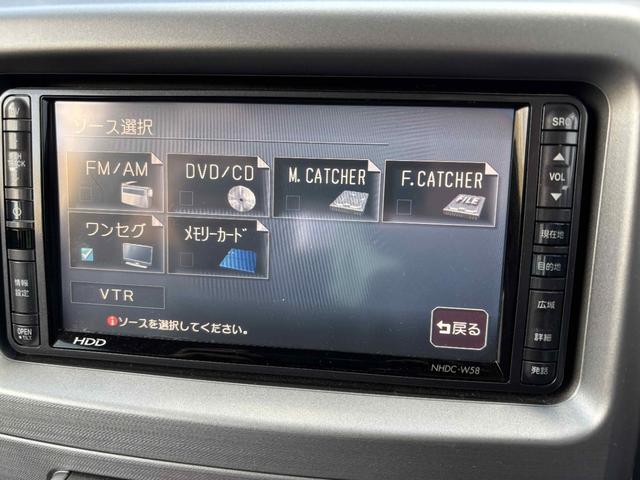 ソース選択
FM/AM
DVD/CD
M.CATCHER
F.CATCHER
FILE
ワンセグ
ﾒﾓﾘｰｶｰﾄﾞ
VTR
ソースを選択してください。
戻る
HDD
NHDC-W58
情報
設定
OPEN
TILT
SRC
VOL
現在地
目的地
広域
詳細
発話